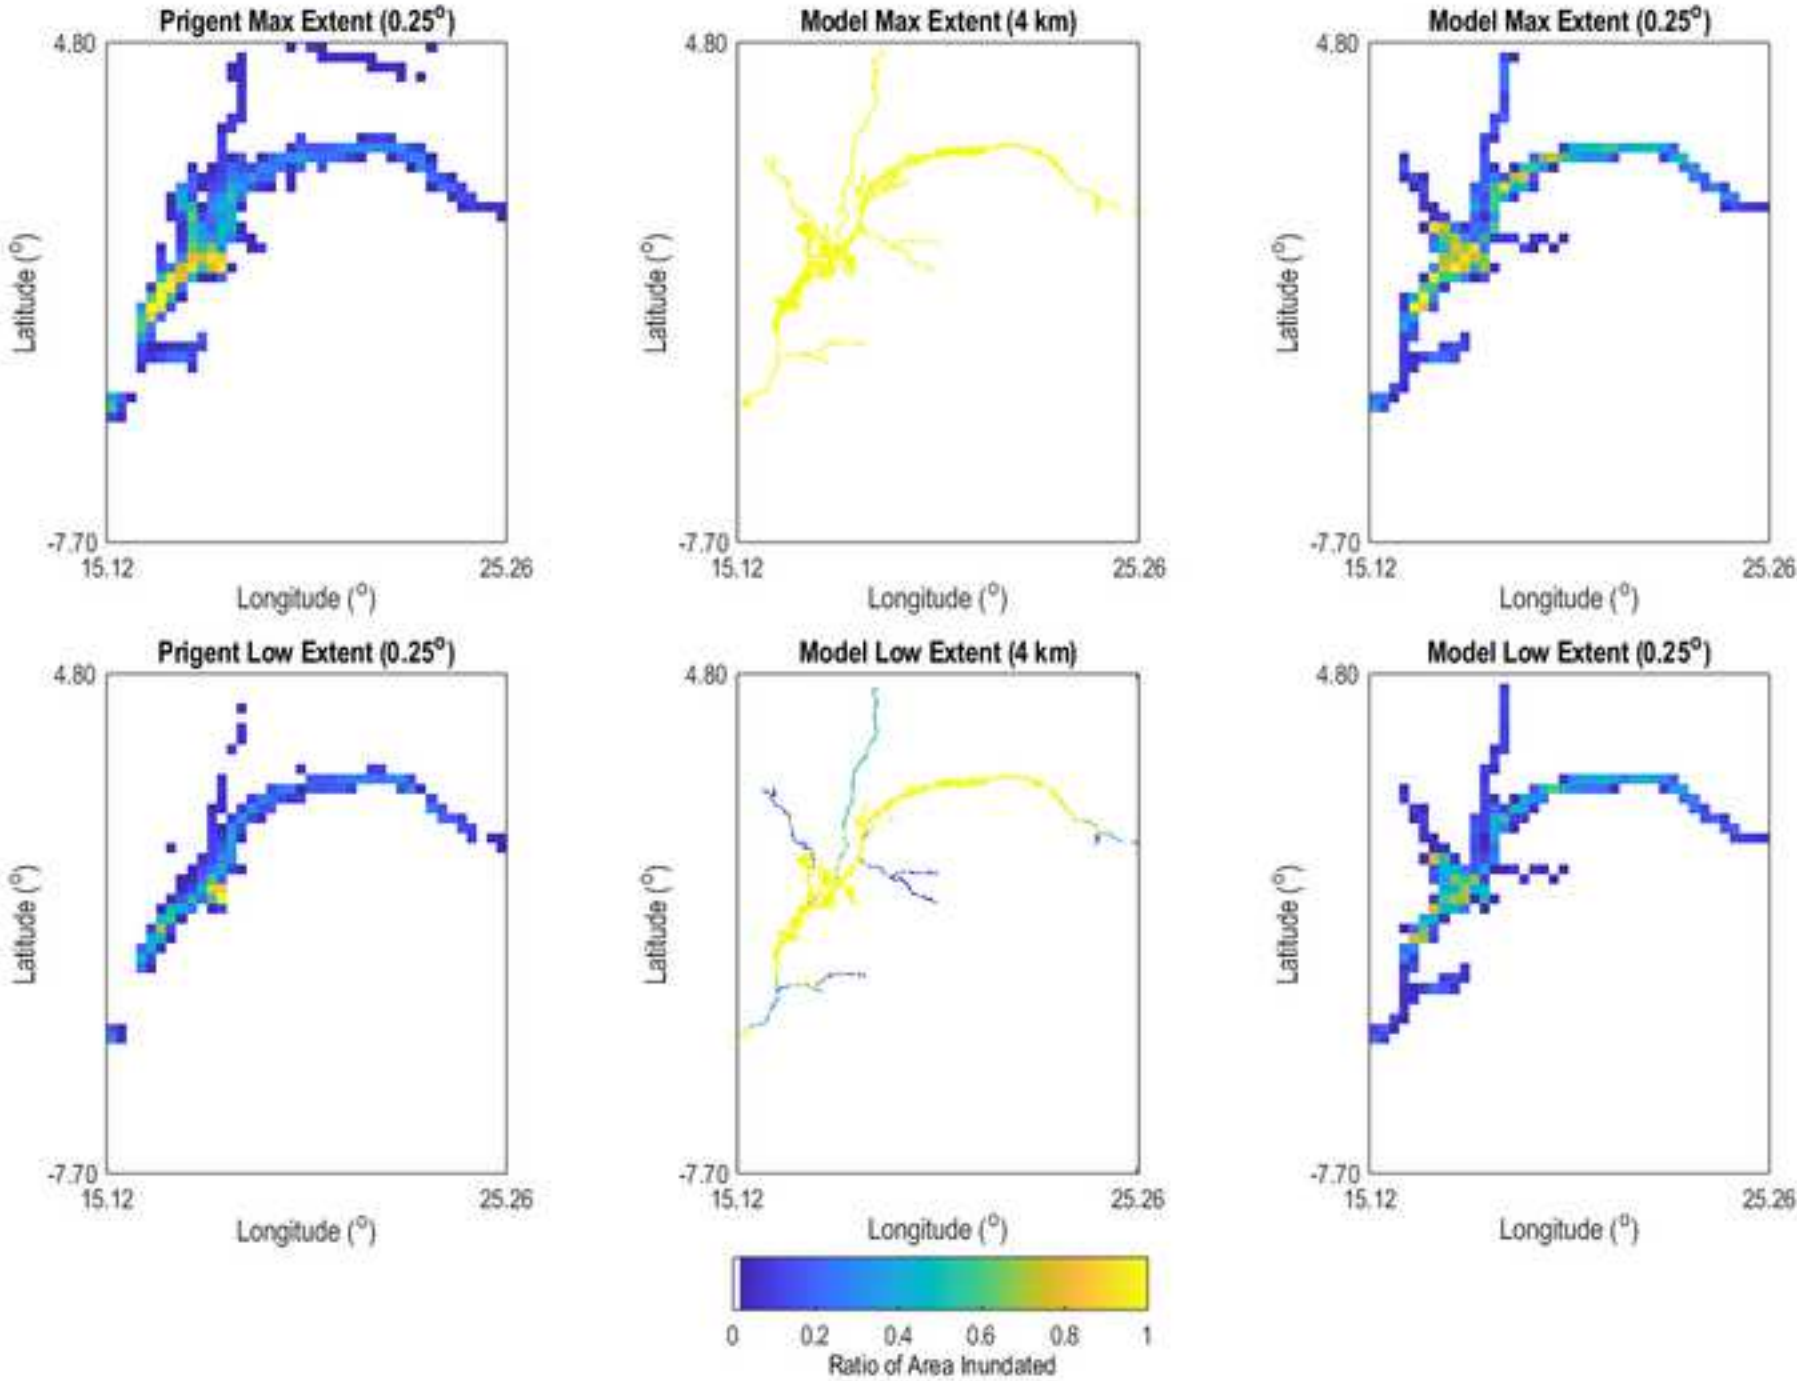 Prigent Max Extent (0.25°)
Model Max Extent (4 km)
Model Max Extent (0.25°)
4.80
4.80
4.80
Latitude (°)
Latitude (°)
Latitude (°)
-7.70
-7.70
-7.70
15.12
25.26
15.12
25.26
15.12
25.26
Longitude (°)
Longitude (°)
Longitude (°)
Prigent Low Extent (0.25°)
Model Low Extent (4 km)
Model Low Extent (0.25°)
4.80
4.80
4.80
Latitude (°)
Latitude (°)
Latitude (°)
-7.70
-7.70
-7.70
15.12
25.26
15.12
25.26
15.12
25.26
Longitude (°)
Longitude (°)
Longitude (°)
0 0.2 0.4 0.6 0.8 1
Ratio of Area Inundated